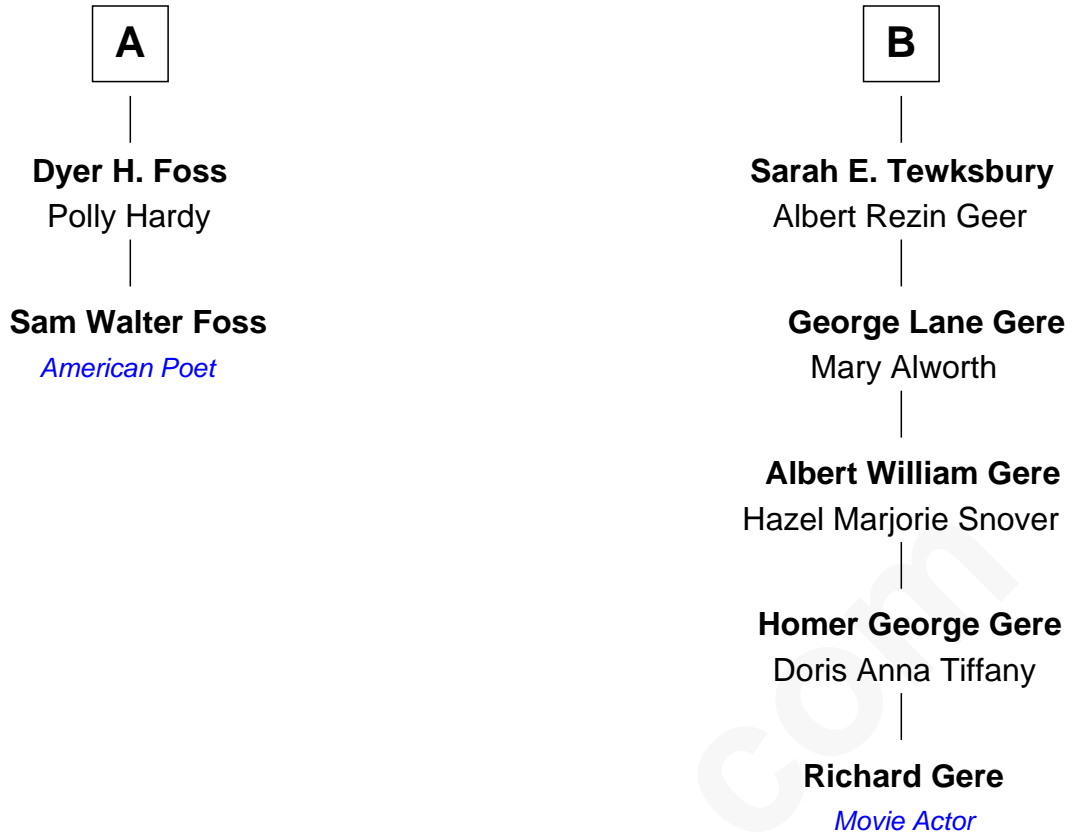 A
Dyer H. Foss
Polly Hardy
Sam Walter Foss
American Poet
B
Sarah E. Tewksbury
Albert Rezin Geer
George Lane Gere
Mary Alworth
Albert William Gere
Hazel Marjorie Snover
Homer George Gere
Doris Anna Tiffany
Richard Gere
Movie Actor
com